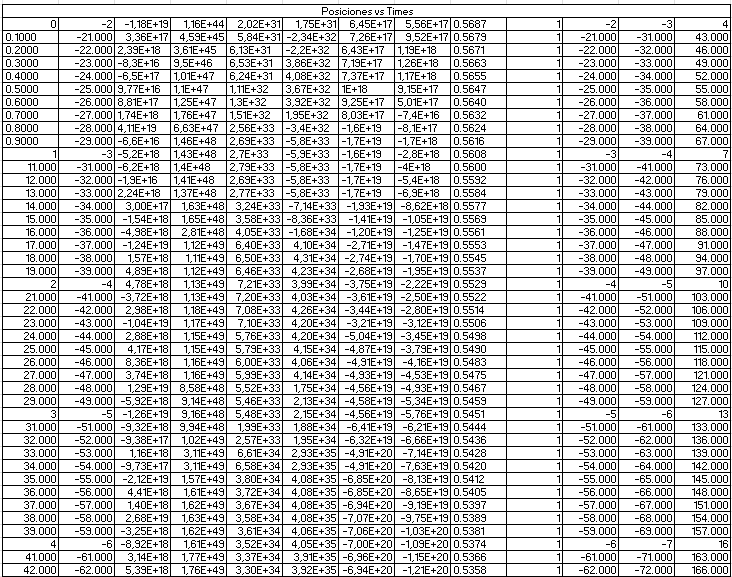 Posiciones vs Times
0 -2 -1,18E+19 1,16E+44 2,02E+31 1,75E+31 6,45E+17 5,56E+17 0.5687 1 -2 -3 4
0.1000 -21.000 3,36E+17 4,59E+45 5,84E+31 -2,34E+32 7,26E+17 9,52E+17 0.5679 1 -21.000 -31.000 43.000
0.2000 -22.000 2,39E+18 3,61E+45 6,13E+31 -2,2E+32 6,43E+17 1,19E+18 0.5671 1 -22.000 -32.000 46.000
0.3000 -23.000 -8,3E+16 9,5E+46 6,53E+31 3,86E+32 7,19E+17 1,26E+18 0.5663 1 -23.000 -33.000 49.000
0.4000 -24.000 -6,5E+17 1,01E+47 6,24E+31 4,08E+32 7,37E+17 1,17E+18 0.5655 1 -24.000 -34.000 52.000
0.5000 -25.000 9,77E+16 1,1E+47 1,11E+32 3,67E+32 1E+18 9,15E+17 0.5647 1 -25.000 -35.000 55.000
0.6000 -26.000 8,81E+17 1,25E+47 1,3E+32 3,92E+32 9,25E+17 5,01E+17 0.5640 1 -26.000 -36.000 58.000
0.7000 -27.000 1,74E+18 1,76E+47 1,51E+32 1,95E+32 8,03E+17 -7,4E+16 0.5632 1 -27.000 -37.000 61.000
0.8000 -28.000 4,11E+19 6,63E+47 2,56E+33 -3,4E+32 -1,6E+19 -8,1E+17 0.5624 1 -28.000 -38.000 64.000
0.9000 -29.000 -6,6E+16 1,46E+48 2,69E+33 -5,8E+33 -1,7E+19 -1,7E+18 0.5616 1 -29.000 -39.000 67.000
1 -3 -5,2E+18 1,43E+48 2,7E+33 -5,9E+33 -1,6E+19 -2,8E+18 0.5608 1 -3 -4 7
11.000 -31.000 -6,2E+18 1,4E+48 2,79E+33 -5,8E+33 -1,7E+19 -4E+18 0.5600 1 -31.000 -41.000 73.000
12.000 -32.000 -1,9E+16 1,41E+48 2,69E+33 -5,8E+33 -1,7E+19 -5,4E+18 0.5592 1 -32.000 -42.000 76.000
13.000 -33.000 2,24E+18 1,37E+48 2,77E+33 -5,8E+33 -1,7E+19 -6,9E+18 0.5584 1 -33.000 -43.000 79.000
14.000 -34.000 3,00E+17 1,63E+48 3,24E+33 -7,14E+33 -1,93E+19 -8,62E+18 0.5577 1 -34.000 -44.000 82.000
15.000 -35.000 -1,54E+18 1,65E+48 3,58E+33 -8,36E+33 -1,41E+19 -1,05E+19 0.5569 1 -35.000 -45.000 85.000
16.000 -36.000 -4,98E+18 2,81E+48 4,05E+33 -1,68E+34 -1,20E+19 -1,25E+19 0.5561 1 -36.000 -46.000 88.000
17.000 -37.000 -1,24E+19 1,12E+49 6,40E+33 4,10E+34 -2,71E+19 -1,47E+19 0.5553 1 -37.000 -47.000 91.000
18.000 -38.000 1,57E+18 1,11E+49 6,50E+33 4,31E+34 -2,74E+19 -1,70E+19 0.5545 1 -38.000 -48.000 94.000
19.000 -39.000 4,89E+18 1,12E+49 6,46E+33 4,23E+34 -2,68E+19 -1,95E+19 0.5537 1 -39.000 -49.000 97.000
2 -4 4,78E+18 1,13E+49 7,21E+33 3,99E+34 -3,75E+19 -2,22E+19 0.5529 1 -4 -5 10
21.000 -41.000 -3,72E+18 1,13E+49 7,20E+33 4,03E+34 -3,61E+19 -2,50E+19 0.5522 1 -41.000 -51.000 103.000
22.000 -42.000 2,98E+18 1,18E+49 7,08E+33 4,26E+34 -3,44E+19 -2,80E+19 0.5514 1 -42.000 -52.000 106.000
23.000 -43.000 -1,04E+19 1,17E+49 7,10E+33 4,20E+34 -3,21E+19 -3,12E+19 0.5506 1 -43.000 -53.000 109.000
24.000 -44.000 2,88E+18 1,15E+49 5,76E+33 4,20E+34 -5,04E+19 -3,45E+19 0.5498 1 -44.000 -54.000 112.000
25.000 -45.000 4,17E+18 1,15E+49 5,79E+33 4,15E+34 -4,87E+19 -3,79E+19 0.5490 1 -45.000 -55.000 115.000
26.000 -46.000 8,36E+16 1,16E+49 6,00E+33 4,06E+34 -4,91E+19 -4,16E+19 0.5483 1 -46.000 -56.000 118.000
27.000 -47.000 3,74E+18 1,16E+49 5,99E+33 4,14E+34 -4,93E+19 -4,53E+19 0.5475 1 -47.000 -57.000 121.000
28.000 -48.000 1,29E+19 8,58E+48 5,52E+33 1,75E+34 -4,56E+19 -4,93E+19 0.5467 1 -48.000 -58.000 124.000
29.000 -49.000 -5,92E+18 9,14E+48 5,46E+33 2,13E+34 -4,58E+19 -5,34E+19 0.5459 1 -49.000 -59.000 127.000
3 -5 -1,26E+19 9,16E+48 5,48E+33 2,15E+34 -4,56E+19 -5,76E+19 0.5451 1 -5 -6 13
31.000 -51.000 -9,32E+18 9,94E+48 1,99E+33 1,88E+34 -6,41E+19 -6,21E+19 0.5444 1 -51.000 -61.000 133.000
32.000 -52.000 -9,38E+17 1,02E+49 2,57E+33 1,95E+34 -6,32E+19 -6,66E+19 0.5436 1 -52.000 -62.000 136.000
33.000 -53.000 1,16E+18 3,11E+49 6,61E+34 2,93E+35 -4,91E+20 -7,14E+19 0.5428 1 -53.000 -63.000 139.000
34.000 -54.000 -9,73E+17 3,11E+49 6,58E+34 2,93E+35 -4,91E+20 -7,63E+19 0.5420 1 -54.000 -64.000 142.000
35.000 -55.000 -2,12E+19 1,57E+49 3,80E+34 4,08E+35 -6,85E+20 -8,13E+19 0.5412 1 -55.000 -65.000 145.000
36.000 -56.000 4,41E+18 1,61E+49 3,72E+34 4,08E+35 -6,85E+20 -8,65E+19 0.5405 1 -56.000 -66.000 148.000
37.000 -57.000 1,40E+18 1,62E+49 3,67E+34 4,08E+35 -6,94E+20 -9,19E+19 0.5397 1 -57.000 -67.000 151.000
38.000 -58.000 2,68E+19 1,63E+49 3,58E+34 4,08E+35 -7,07E+20 -9,75E+19 0.5389 1 -58.000 -68.000 154.000
39.000 -59.000 -3,25E+18 1,62E+49 3,61E+34 4,06E+35 -7,06E+20 -1,03E+20 0.5381 1 -59.000 -69.000 157.000
4 -6 -8,92E+18 1,61E+49 3,52E+34 4,05E+35 -7,00E+20 -1,09E+20 0.5374 1 -6 -7 16
41.000 -61.000 3,14E+18 1,77E+49 3,37E+34 3,91E+35 -6,94E+20 -1,15E+20 0.5366 1 -61.000 -71.000 163.000
42.000 -62.000 5,39E+18 1,76E+49 3,30E+34 3,92E+35 -6,94E+20 -1,21E+20 0.5358 1 -62.000 -72.000 166.000